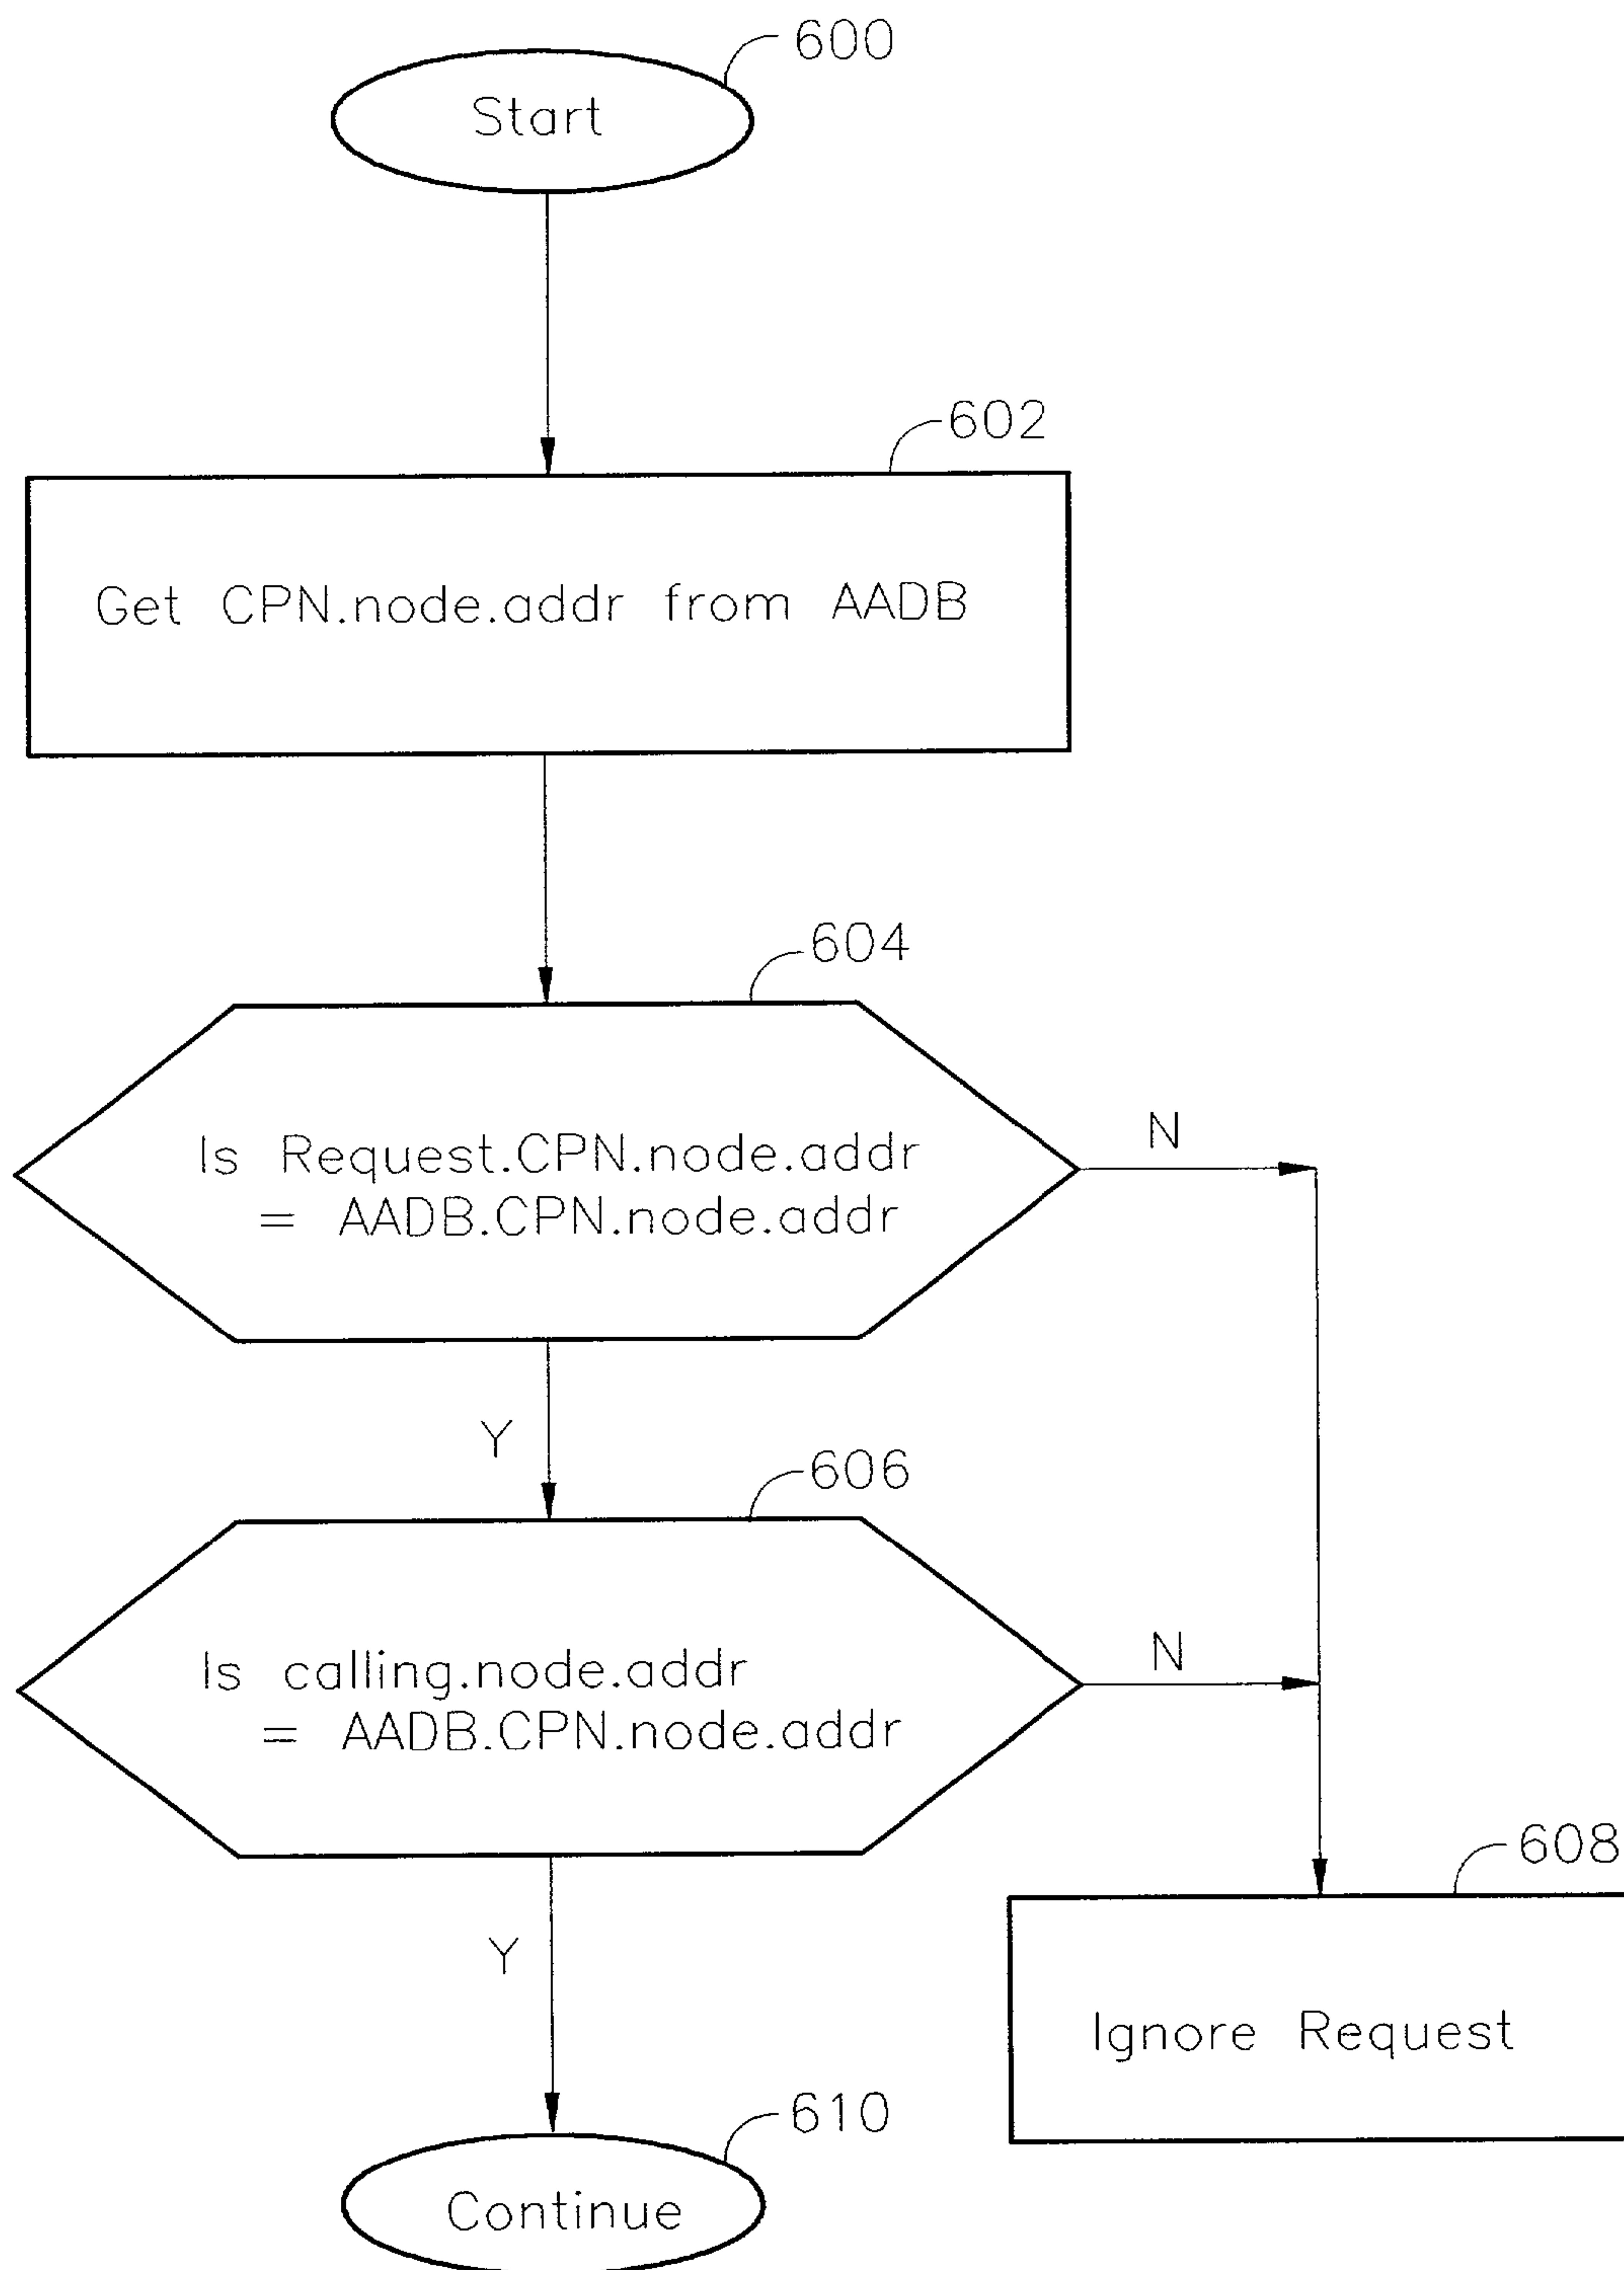 600
Start
602
Get CPN.node.addr from AADB
604
Is Request.CPN.node.addr
= AADB.CPN.node.addr
N
Y
606
Is calling.node.addr
= AADB.CPN.node.addr
N
608
Y
Ignore Request
610
Continue